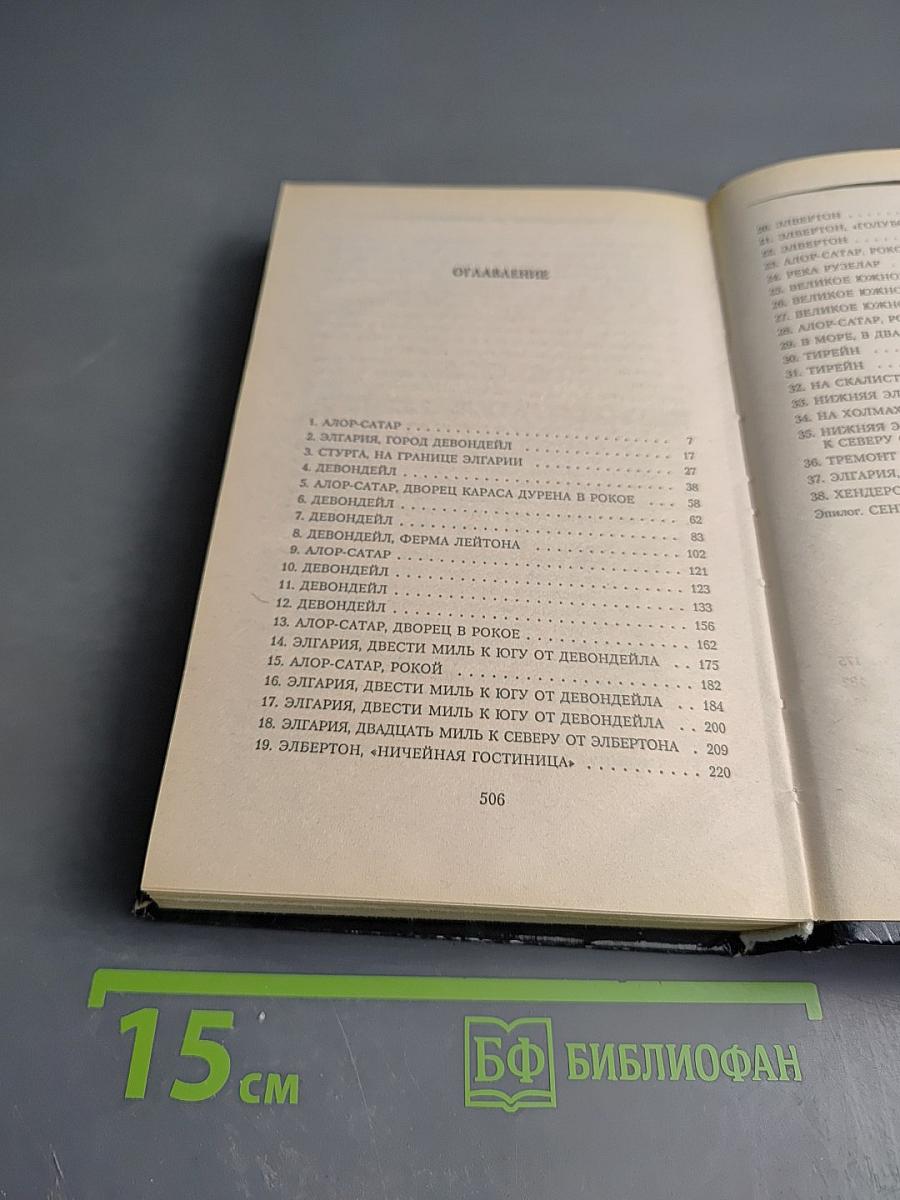 ОГЛАВЛЕНИЕ
1. АЛОР-САТАР . . . . . . . . . . . . . . . . . . . . . . . 7
2. ЭЛГАРИЯ, ГОРОД ДЕВОНДЕЙЛ . . . . . . . . . . . . 17
3. СТУРГА, НА ГРАНИЦЕ ЭЛГАРИИ . . . . . . . . . . . 27
4. ДЕВОНДЕЙЛ . . . . . . . . . . . . . . . . . . . . . . . 38
5. АЛОР-САТАР, ДВОРЕЦ КАРАСА ДУРЕНА В РОКОЕ . . . . 58
6. ДЕВОНДЕЙЛ . . . . . . . . . . . . . . . . . . . . . . . 62
7. ДЕВОНДЕЙЛ . . . . . . . . . . . . . . . . . . . . . . . 83
8. ДЕВОНДЕЙЛ, ФЕРМА ЛЕЙТОНА . . . . . . . . . . . . 102
9. АЛОР-САТАР . . . . . . . . . . . . . . . . . . . . . . . 121
10. ДЕВОНДЕЙЛ . . . . . . . . . . . . . . . . . . . . . . 123
11. ДЕВОНДЕЙЛ . . . . . . . . . . . . . . . . . . . . . . 133
12. ДЕВОНДЕЙЛ . . . . . . . . . . . . . . . . . . . . . . 156
13. АЛОР-САТАР, ДВОРЕЦ В РОКОЕ . . . . . . . . . . . . 162
14. ЭЛГАРИЯ, ДВЕСТИ МИЛЬ К ЮГУ ОТ ДЕВОНДЕЙЛА . . 175
15. АЛОР-САТАР, РОКОЙ . . . . . . . . . . . . . . . . . . 182
16. ЭЛГАРИЯ, ДВЕСТИ МИЛЬ К ЮГУ ОТ ДЕВОНДЕЙЛА . . 184
17. ЭЛГАРИЯ, ДВЕСТИ МИЛЬ К ЮГУ ОТ ДЕВОНДЕЙЛА . . 200
18. ЭЛГАРИЯ, ДВАДЦАТЬ МИЛЬ К СЕВЕРУ ОТ ЭЛБЕРТОНА . 209
19. ЭЛБЕРТОН, «НИЧЕЙНАЯ ГОСТИНИЦА» . . . . . . . . . . 220
506
20. ЭЛБЕРТОН . . . . .
21. ЭЛБЕРТОН, «ГОЛУБ
22. ЭЛБЕРТОН . . . . .
23. АЛОР-САТАР, РОКО
24. РЕКА РУЗЕЛАР . .
25. ВЕЛИКОЕ ЮЖНО
26. ВЕЛИКОЕ ЮЖНО
27. ВЕЛИКОЕ ЮЖН
28. АЛОР-САТАР, Р
29. В МОРЕ, В ДВА
30. ТИРЕЙН . . .
31. ТИРЕЙН . . .
32. НА СКАЛИСТ
33. НИЖНЯЯ ЭЛ
34. НА ХОЛМАХ
35. НИЖНЯЯ Э
К СЕВЕРУ
36. ТРЕМОНТ
37. ЭЛГАРИЯ,
38. ХЕНДЕРС
Эпилог. СЕН
15 см
БФ БИБЛИОФАН